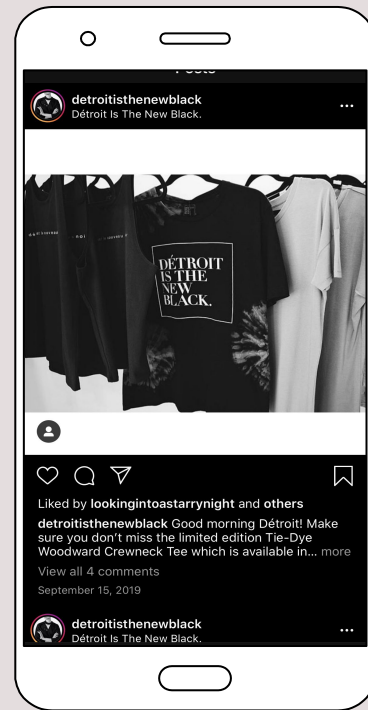 detroitisthenewblack
Détroit Is The New Black.
DÉTROIT
IS THE
NEW
BLACK.
Liked by lookingintoastarrynight and others
detroitisthenewblack Good morning Détroit! Make
sure you don't miss the limited edition Tie-Dye
Woodward Crewneck Tee which is available in... more
View all 4 comments
September 15, 2019
detroitisthenewblack
Détroit Is The New Black.